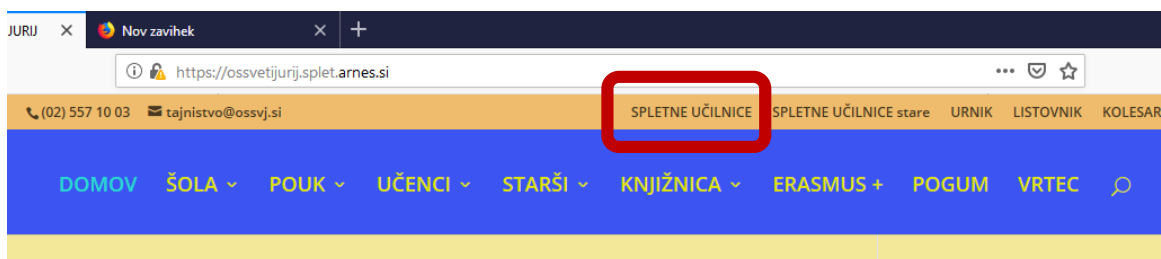 JURIJ Nov zavihek
https://ossvetijurij.splet.arnes.si
(02) 557 10 03 tajnistvo@ossvj.si SPLETNE UČILNICE SPLETNE UČILNICE stare URNIK LISTOVNIK KOLESAR
DOMOV ŠOLA POUK UČENCI STARŠI KNJIŽNICA ERASMUS + POGUM VRTEC